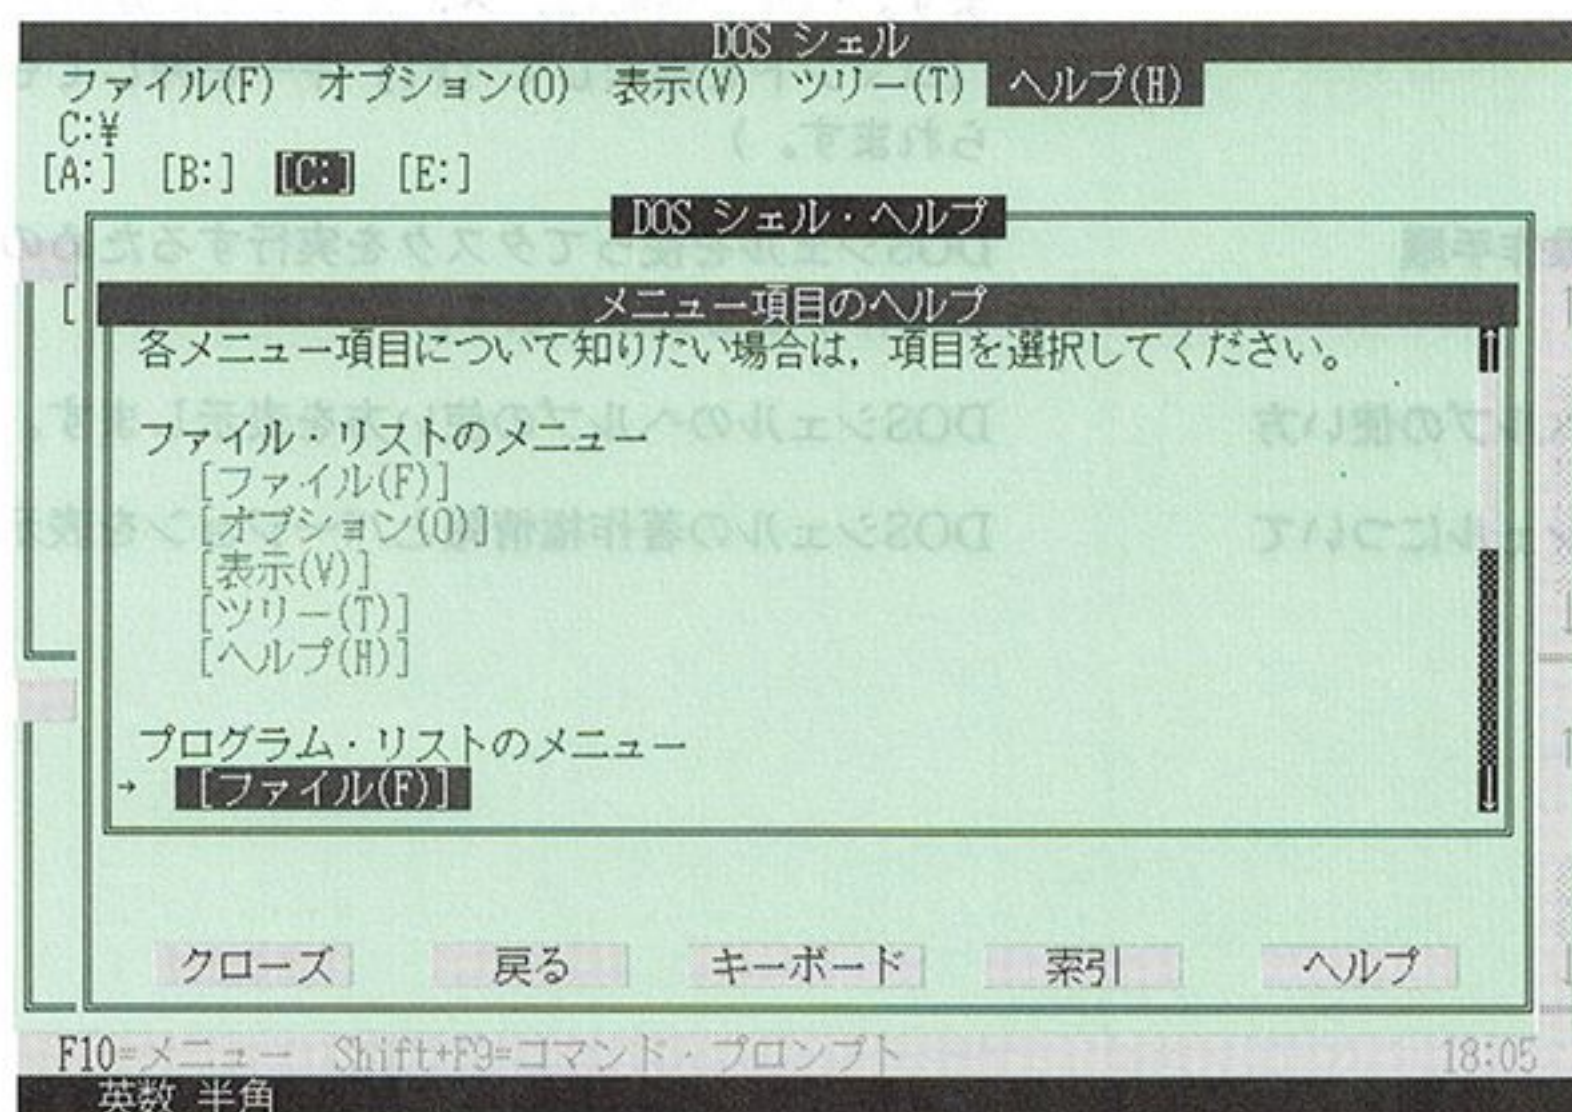 DOS シェル
ファイル(F) オプション(O) 表示(V) ツリー(T) ヘルプ(H)
C:¥
[A:] [B:] [C:] [E:]
DOS シェル・ヘルプ
[
メニュー項目のヘルプ
各メニュー項目について知りたい場合は，項目を選択してください。
ファイル・リストのメニュー
[ファイル(F)]
[オプション(O)]
[表示(V)]
[ツリー(T)]
[ヘルプ(H)]
プログラム・リストのメニュー
→ [ファイル(F)]
クローズ 戻る キーボード 索引 ヘルプ
F10=メニュー Shift+F9=コマンド・プロンプト 18:05
英数 半角